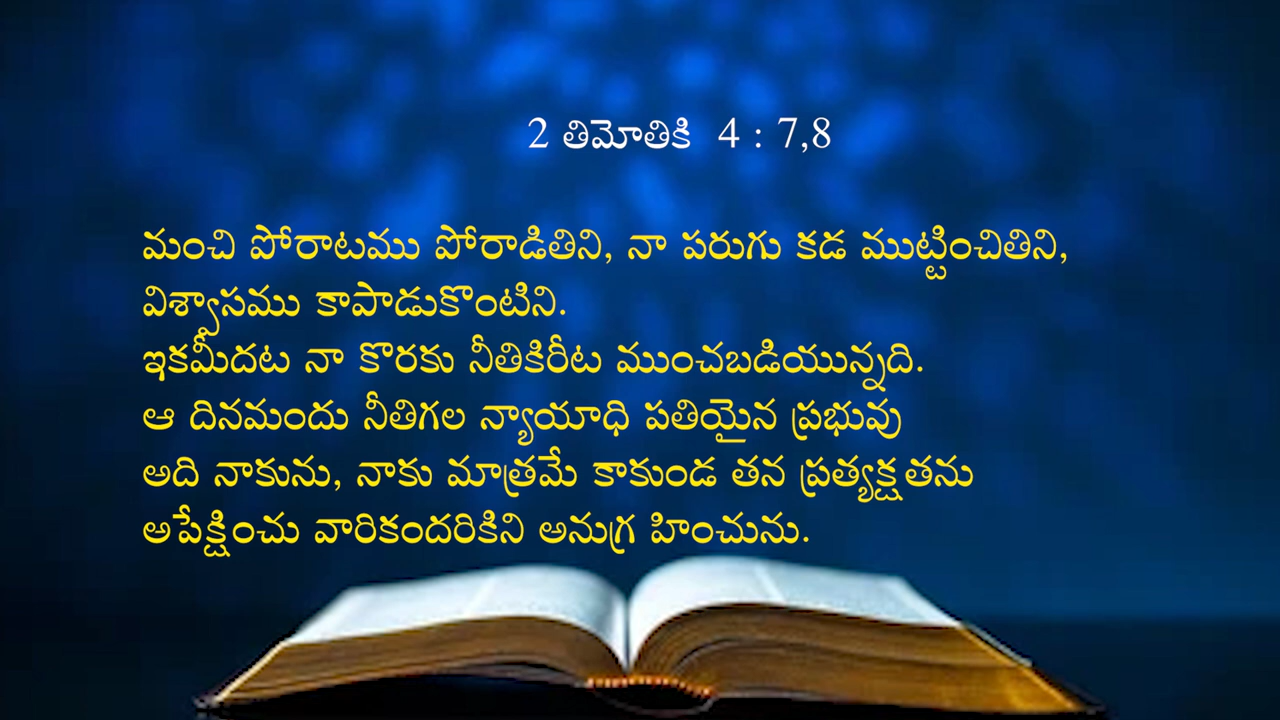 2 తిమోతికి 4 : 7,8
మంచి పోరాటము పోరాడితిని, నా పరుగు కడ ముట్టించితిని,
విశ్వాసము కాపాడుకొంటిని.
ఇకమీదట నా కొరకు నీతికిరీట ముంచబడియున్నది.
ఆ దినమందు నీతిగల న్యాయాధి పతియైన ప్రభువు
అది నాకును, నాకు మాత్రమే కాకుండ తన ప్రత్యక్షతను
అపేక్షించు వారికందరికిని అనుగ్ర హించును.